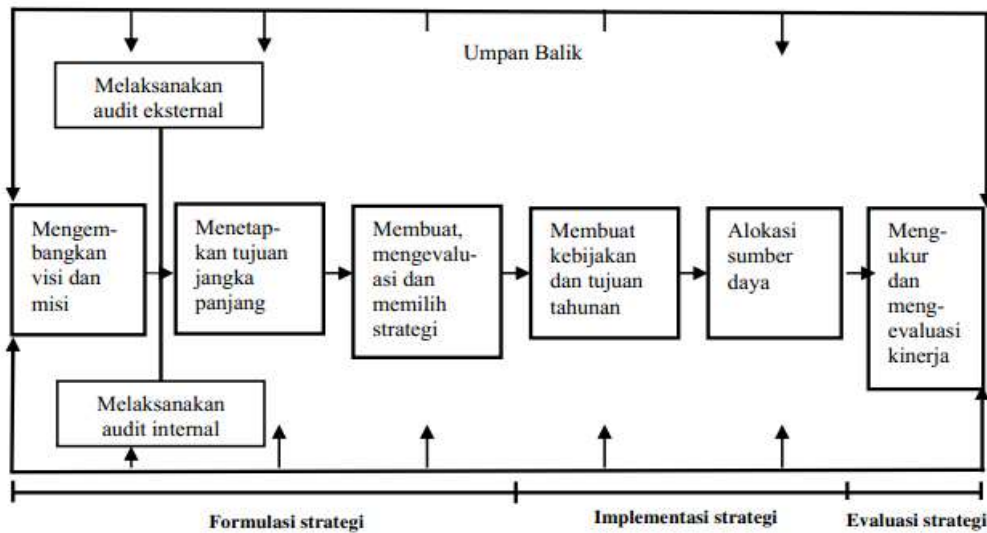 Umpan Balik
Melaksanakan
audit eksternal
Mengem-
bangkan
visi dan
misi
Menetap-
kan tujuan
jangka
panjang
Membuat,
mengevalu-
asi dan
memilih
strategi
Membuat
kebijakan
dan tujuan
tahunan
Alokasi
sumber
daya
Meng-
ukur
dan
meng-
evaluasi
kinerja
Melaksanakan
audit internal
Formulasi strategi
Implementasi strategi
Evaluasi strategi